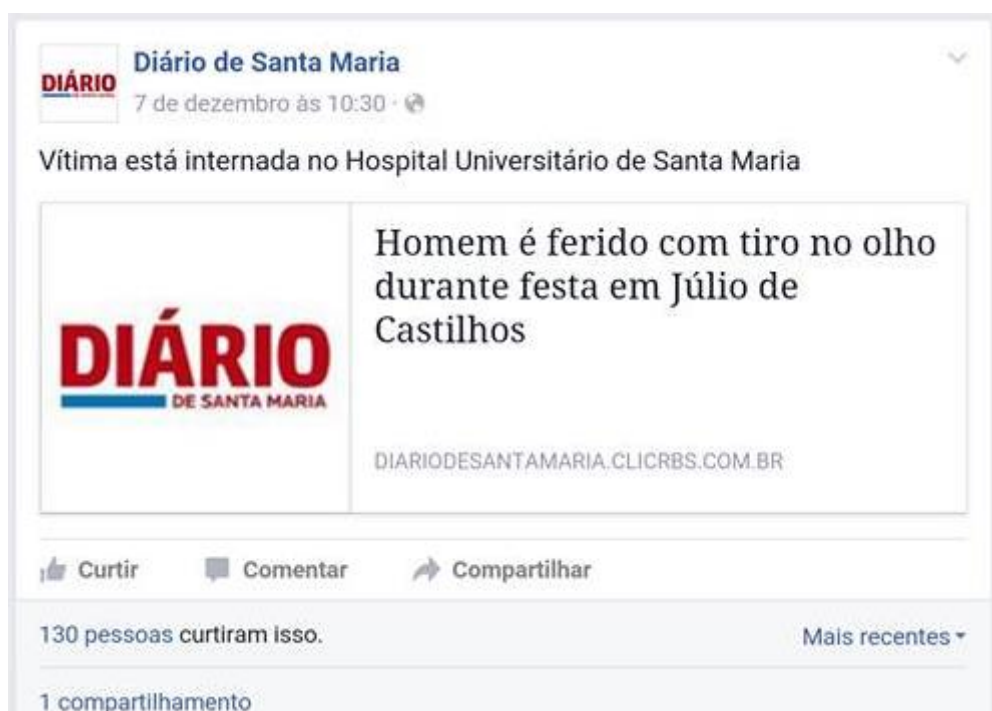 DIÁRIO
Diário de Santa Maria
7 de dezembro às 10:30 ·
Vítima está internada no Hospital Universitário de Santa Maria
DIÁRIO
DE SANTA MARIA
Homem é ferido com tiro no olho
durante festa em Júlio de
Castilhos
DIARIODESANTAMARIA.CLICRBS.COM.BR
Curtir Comentar Compartilhar
130 pessoas curtiram isso. Mais recentes
1 compartilhamento